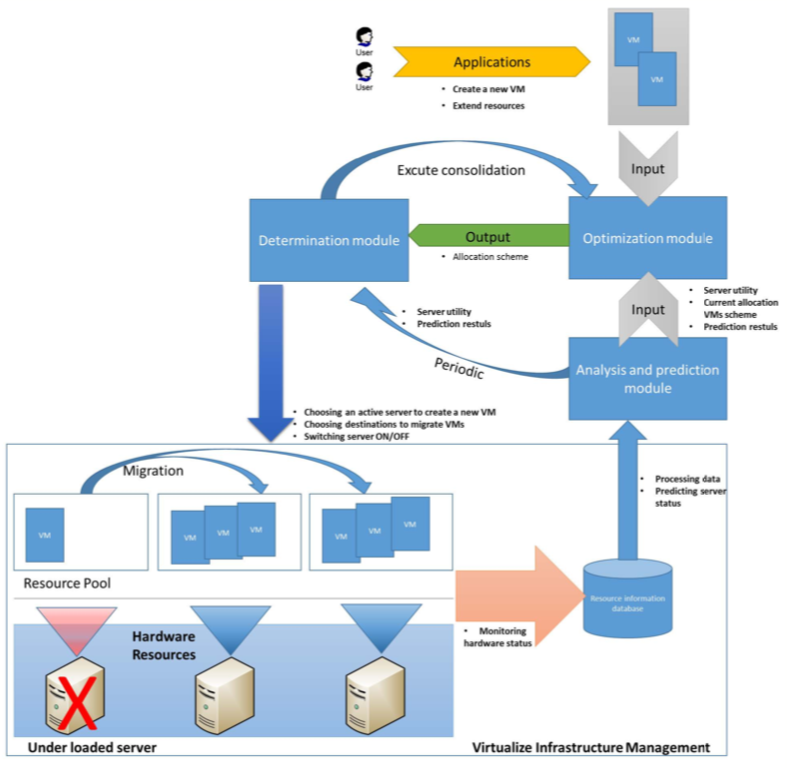 User
User
Applications
• Create a new VM
• Extend resources
VM
VM
Input
Excute consolidation
Determination module
Output
• Allocation scheme
Optimization module
• Server utility
• Current allocation
VMs scheme
• Prediction restuls
Input
• Server utility
• Prediction restuls
Periodic
Analysis and prediction
module
• Choosing an active server to create a new VM
• Choosing destinations to migrate VMs
• Switching server ON/OFF
Migration
VM
VM
VM
VM
VM
VM
VM
Resource Pool
• Processing data
• Predicting server
status
Resource information
database
• Monitoring
hardware status
Hardware
Resources
X
Under loaded server
Virtualize Infrastructure Management